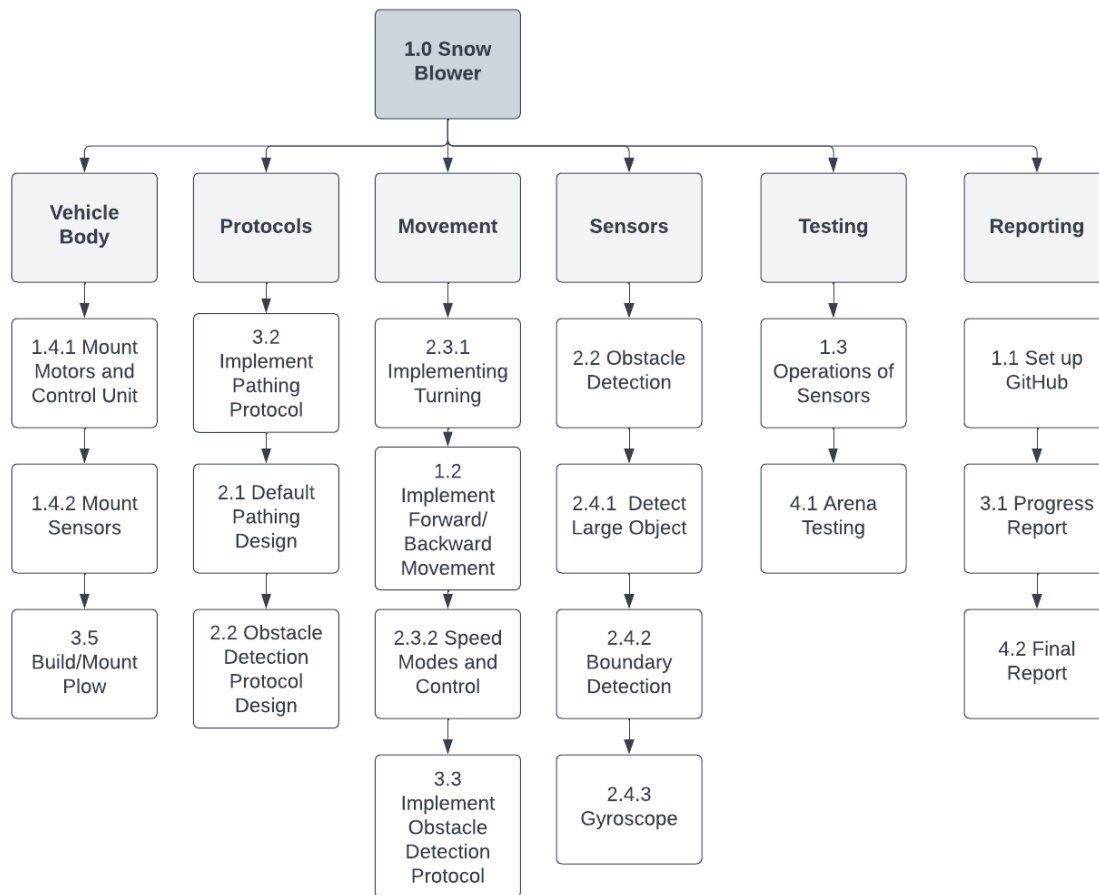 1.0 Snow
Blower
Vehicle
Body
Protocols
Movement
Sensors
Testing
Reporting
1.4.1 Mount
Motors and
Control Unit
3.2
Implement
Pathing
Protocol
2.3.1
Implementing
Turning
2.2 Obstacle
Detection
1.3
Operations of
Sensors
1.1 Set up
GitHub
1.4.2 Mount
Sensors
2.1 Default
Pathing
Design
1.2
Implement
Forward/
Backward
Movement
2.4.1 Detect
Large Object
4.1 Arena
Testing
3.1 Progress
Report
3.5
Build/Mount
Plow
2.2 Obstacle
Detection
Protocol
Design
2.3.2 Speed
Modes and
Control
2.4.2
Boundary
Detection
4.2 Final
Report
3.3
Implement
Obstacle
Detection
Protocol
2.4.3
Gyroscope